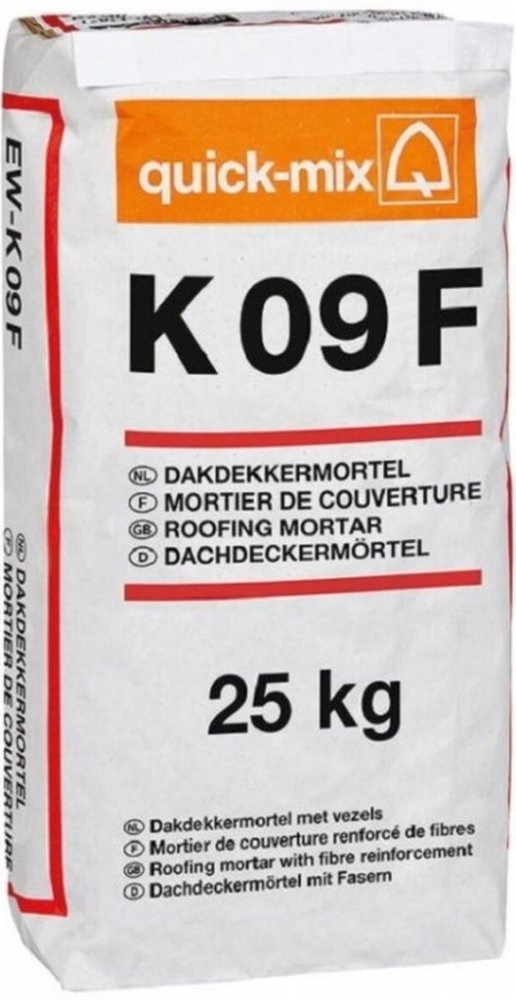 quick-mix
K 09 F
NL DAKDEKKERMORTEL
F MORTIER DE COUVERTURE
GB ROOFING MORTAR
D DACHDECKERMÖRTEL
25 kg
NL Dakdekkermortel met vezels
F Mortier de couverture renforcé de fibres
GB Roofing mortar with fibre reinforcement
D Dachdeckermörtel mit Fasern
EW-K 09 F
NL DAKDEKKERMORTEL
F MORTIER DE COUVERTURE